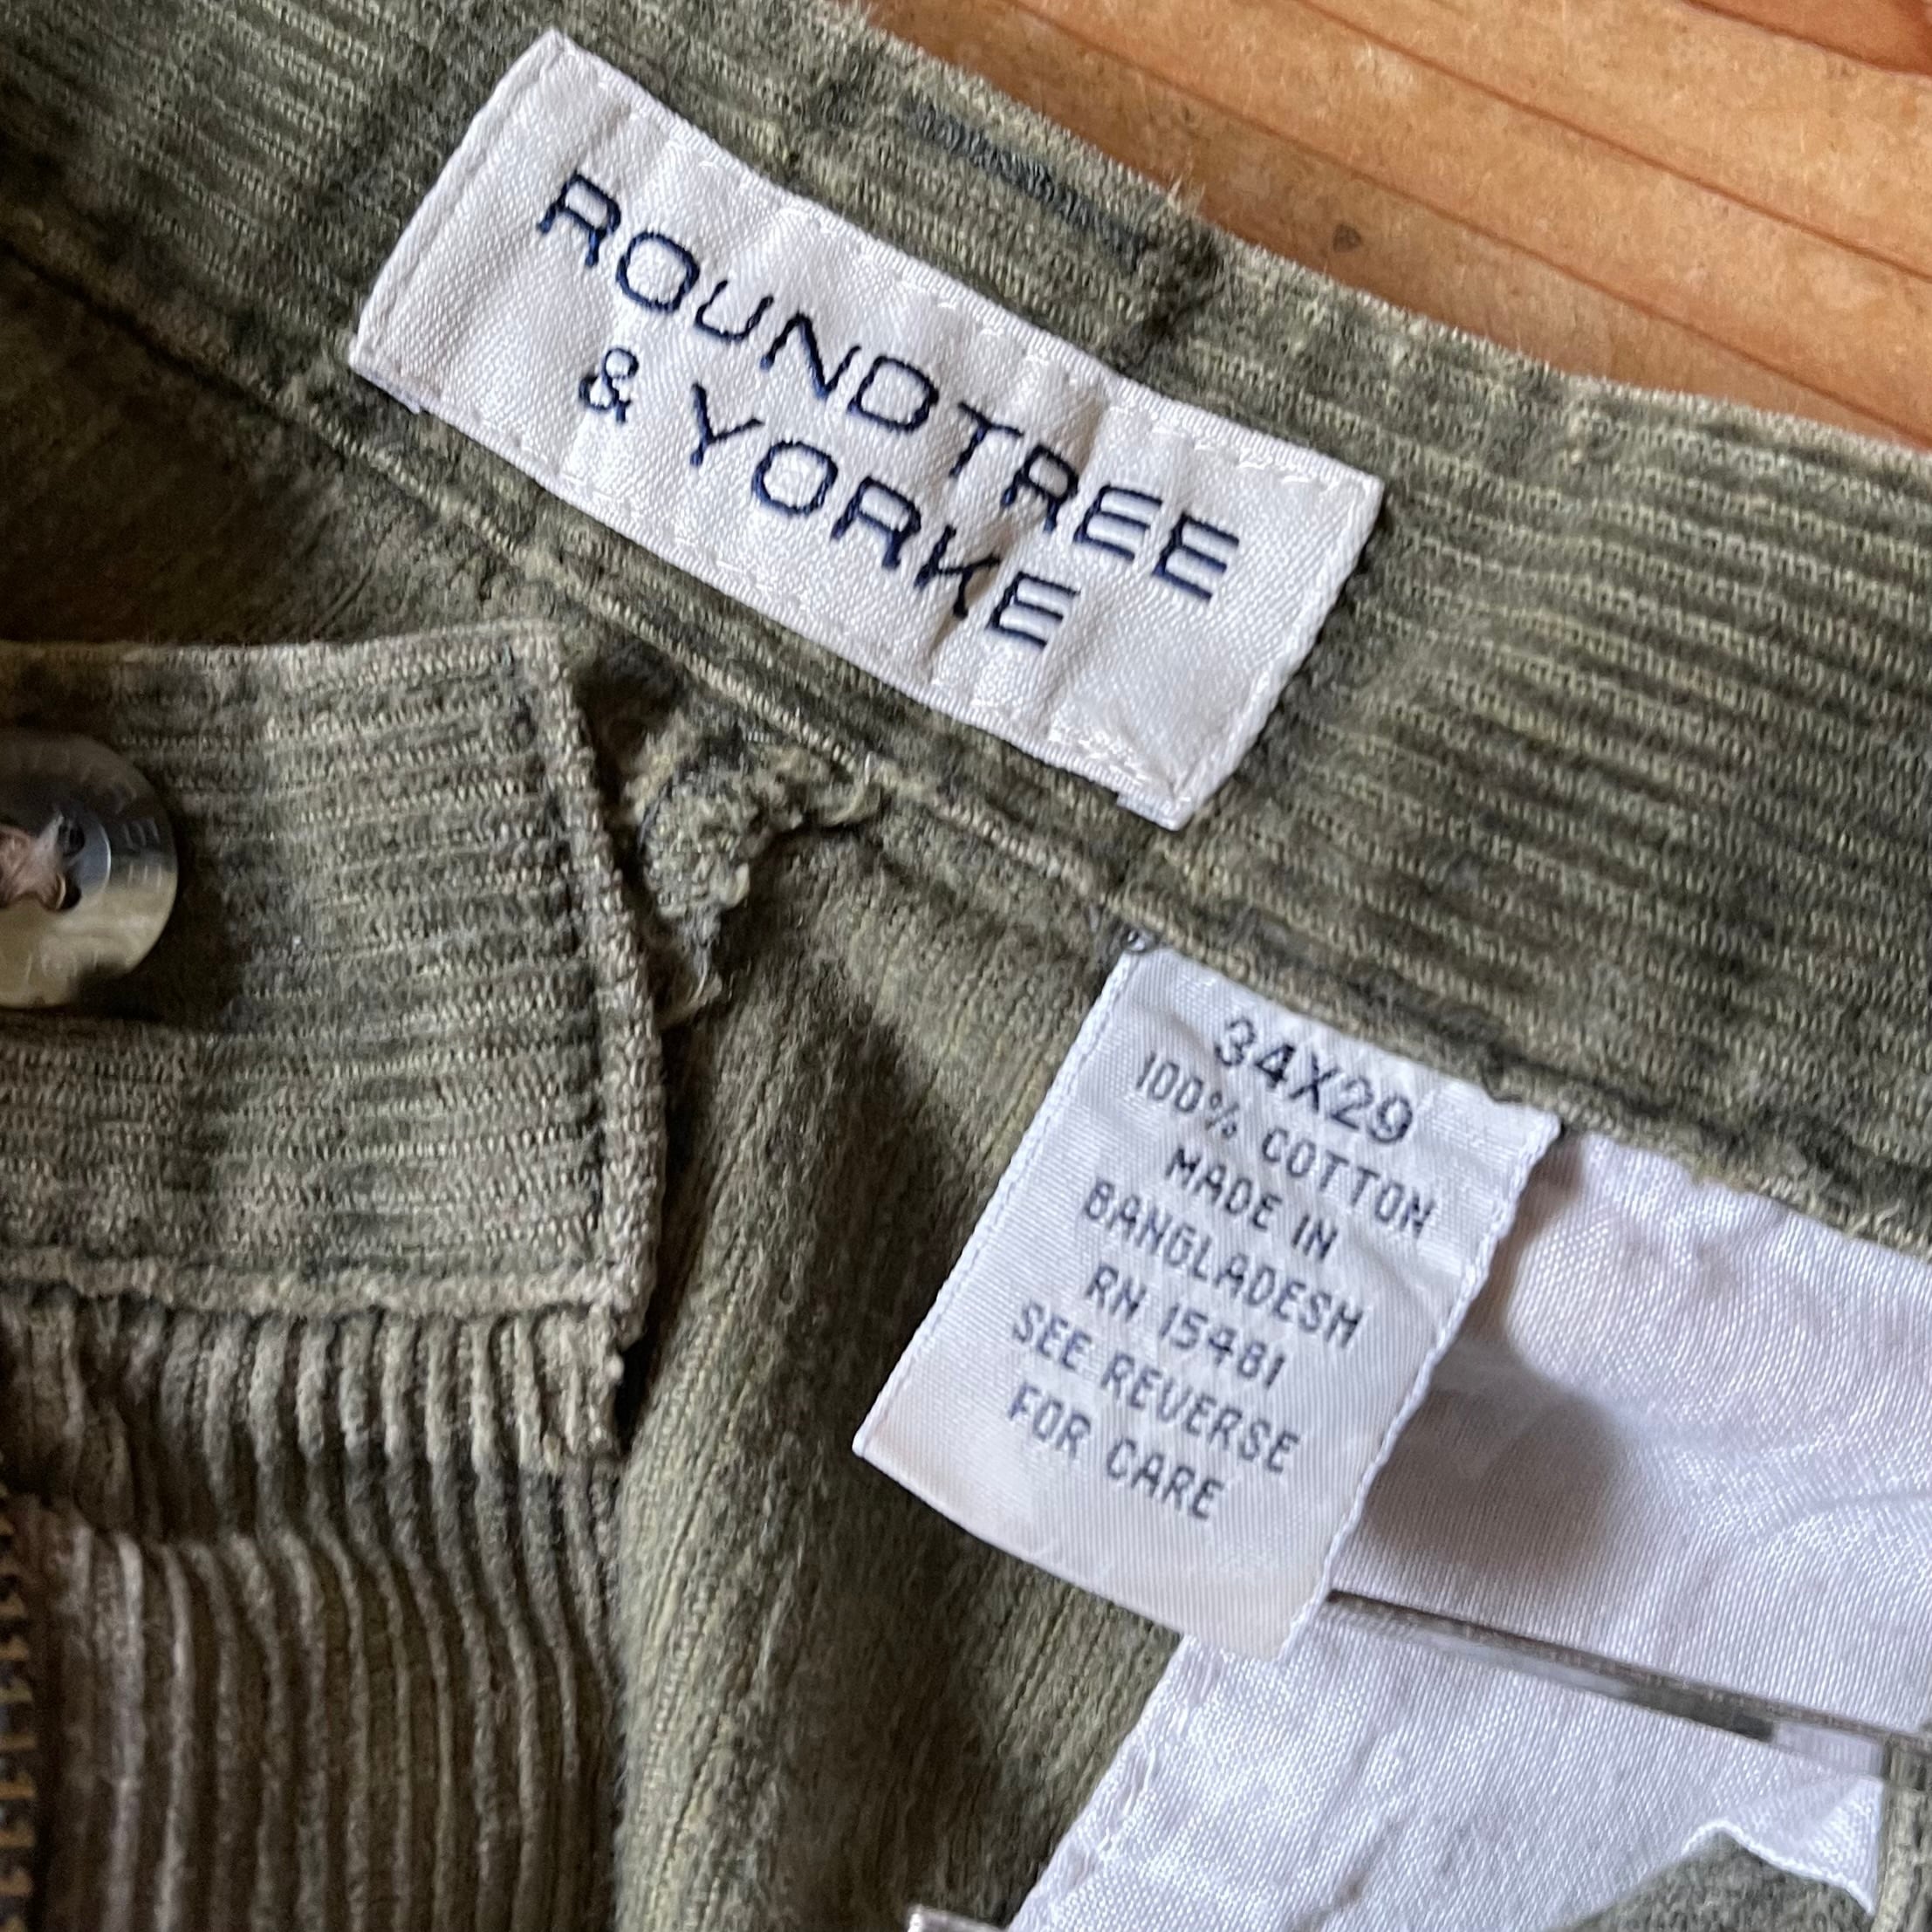 ROUNDTREE
& YORKE
34X29
100% COTTON
MADE IN
BANGLADESH
RN 15481
SEE REVERSE
FOR CARE